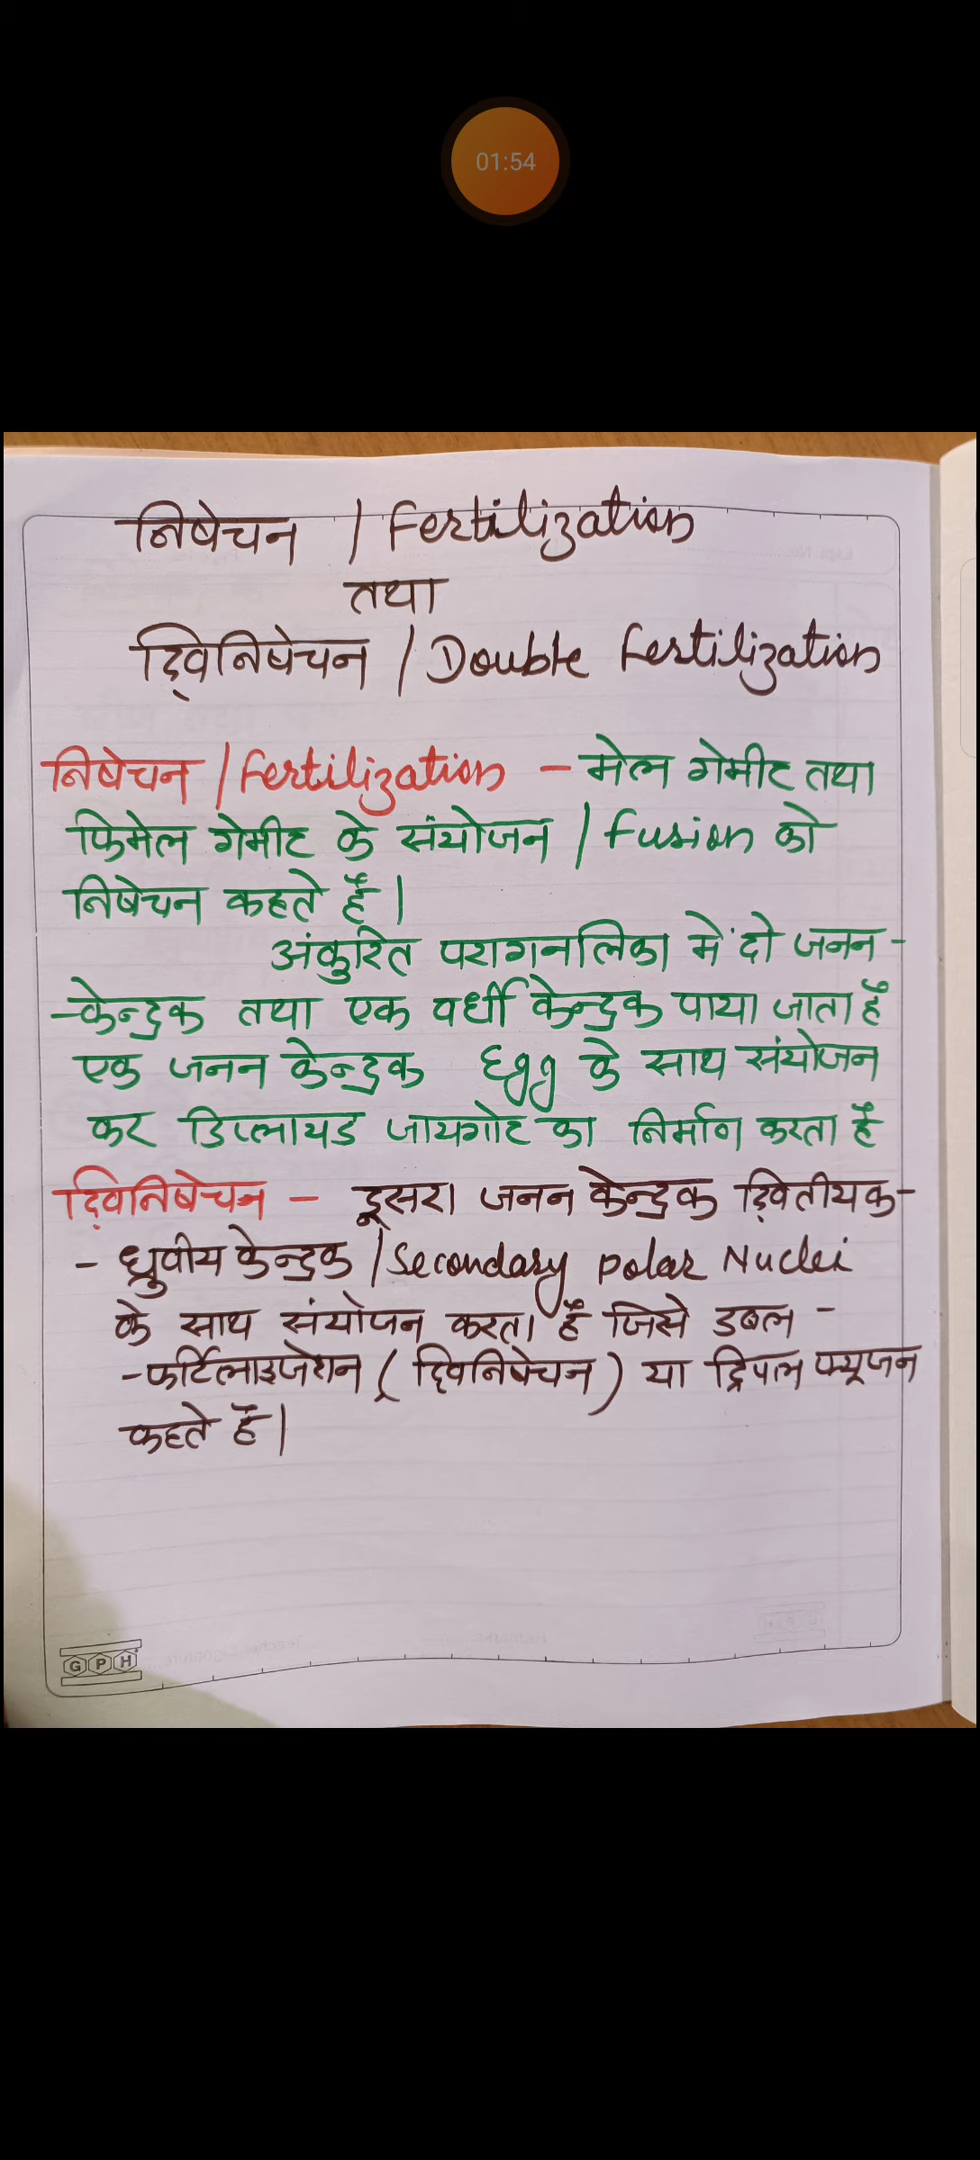 01:54
निषेचन / Fertilization
तथा
द्विनिषेचन / Double Fertilization
निषेचन / Fertilization - मेल गेमीट तथा
फिमेल गेमीट के संयोजन / Fusion को
निषेचन कहते हैं |
अंकुरित परागनलिका में दो जनन -
- केन्द्रक तथा एक वर्धी केन्द्रक पाया जाता है
एक जनन केन्द्रक Egg के साथ संयोजन
कर डिप्लायड जायगोट का निर्माण करता है
द्विनिषेचन - दूसरा जनन केन्द्रक द्वितीयक -
- ध्रुवीय केन्द्रक / Secondary Polar Nuclei
के साथ संयोजन करता है जिसे डबल -
- फर्टिलाइजेशन ( द्विनिषेचन ) या ट्रिपल फ्यूजन
कहते हैं |
GPH